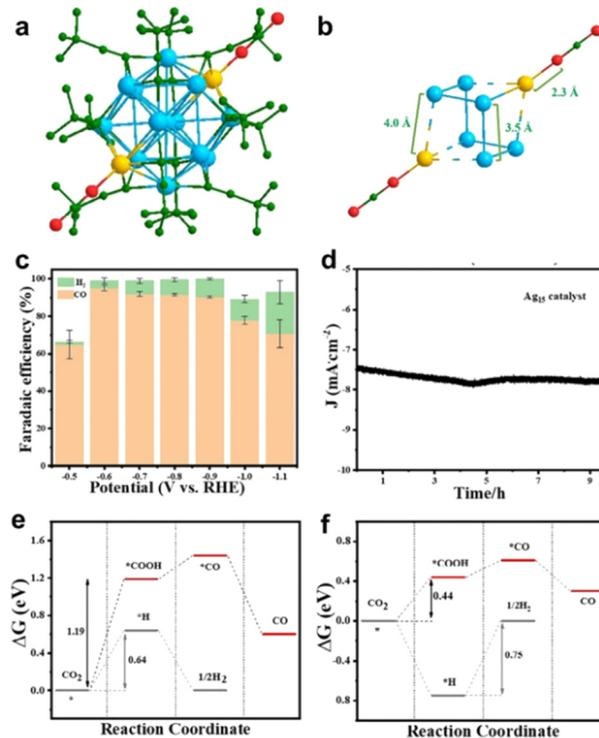 a
b
2.3 Å
4.0 Å
3.5 Å
c
100
80
60
40
20
0
H₂
CO
Faradaic efficiency (%)
-0.5 -0.6 -0.7 -0.8 -0.9 -1.0 -1.1
Potential (V vs. RHE)
d
-5
-6
-7
-8
-9
-10
Ag₁₅ catalyst
J (mA·cm⁻²)
1 3 5 7 9
Time/h
e
1.8
1.2
0.6
0.0
ΔG (eV)
*COOH
*CO
*H
1.19
0.64
CO₂
*
1/2H₂
CO
Reaction Coordinate
f
0.8
0.4
0.0
-0.4
0.8
ΔG (eV)
*COOH
*CO
CO₂
*
0.44
1/2H₂
CO
0.75
*H
Reaction Coordinate